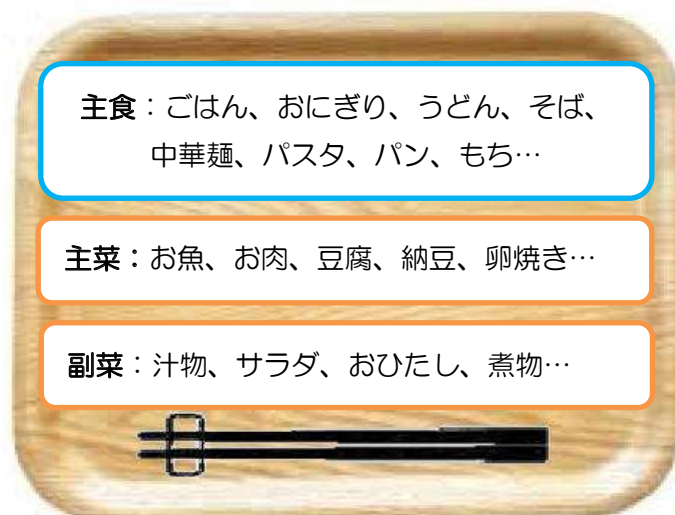 主食：ごはん、おにぎり、うどん、そば、
中華麺、パスタ、パン、もち…
主菜：お魚、お肉、豆腐、納豆、卵焼き…
副菜：汁物、サラダ、おひたし、煮物…